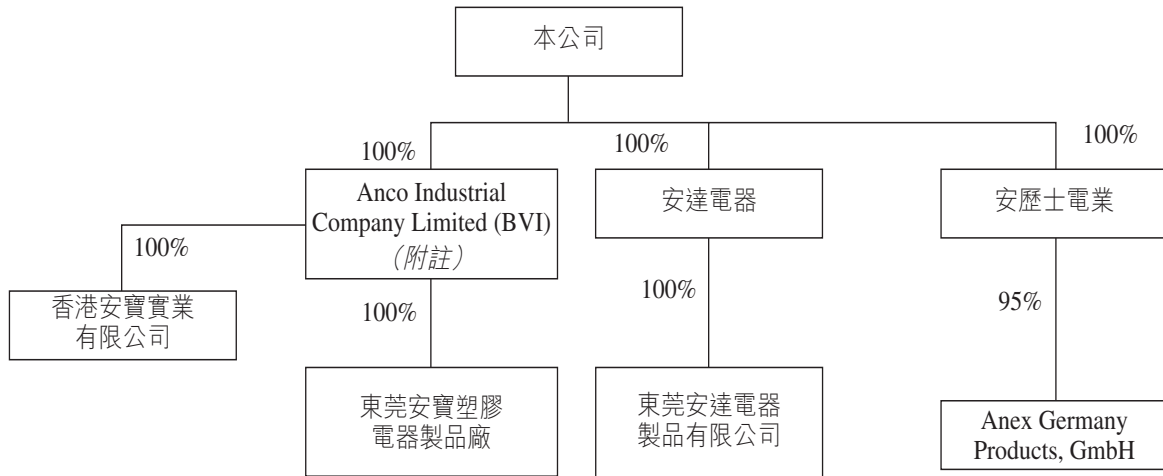 本公司
100%
100%
100%
Anco Industrial
Company Limited (BVI)
（附註）
安達電器
安歷士電業
100%
100%
100%
95%
香港安寶實業
有限公司
東莞安寶塑膠
電器製品廠
東莞安達電器
製品有限公司
Anex Germany
Products, GmbH